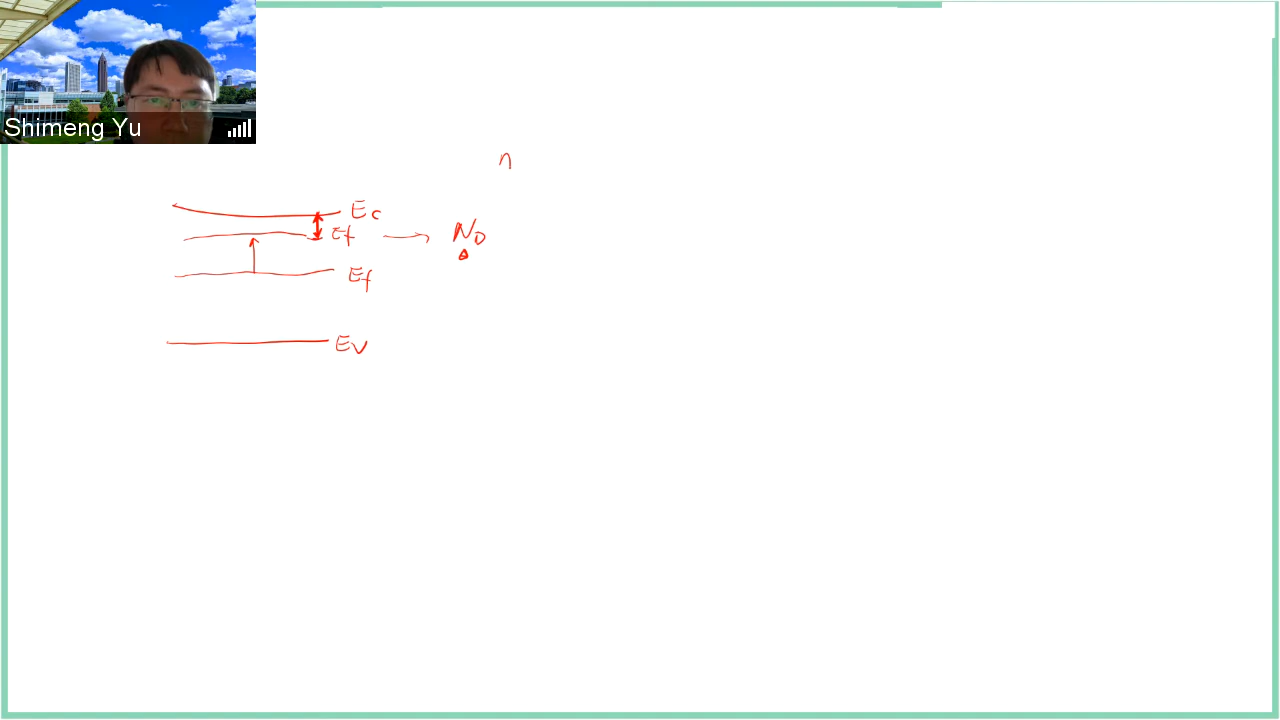 Shimeng Yu
n
Ec
Ef → ND
Ef
Ev